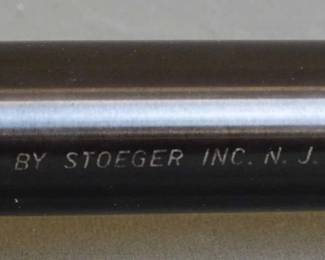 BY STOEGER INC. N. J.